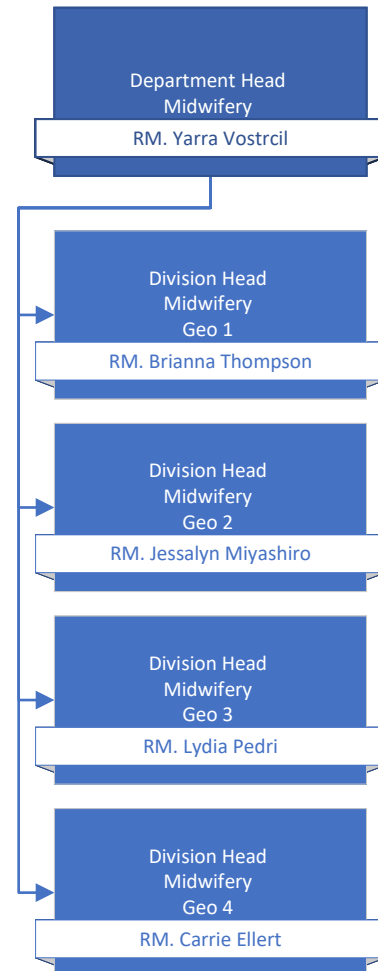 Department Head
Midwifery
RM. Yarra Vostrcil
Division Head
Midwifery
Geo 1
RM. Brianna Thompson
Division Head
Midwifery
Geo 2
RM. Jessalyn Miyashiro
Division Head
Midwifery
Geo 3
RM. Lydia Pedri
Division Head
Midwifery
Geo 4
RM. Carrie Ellert